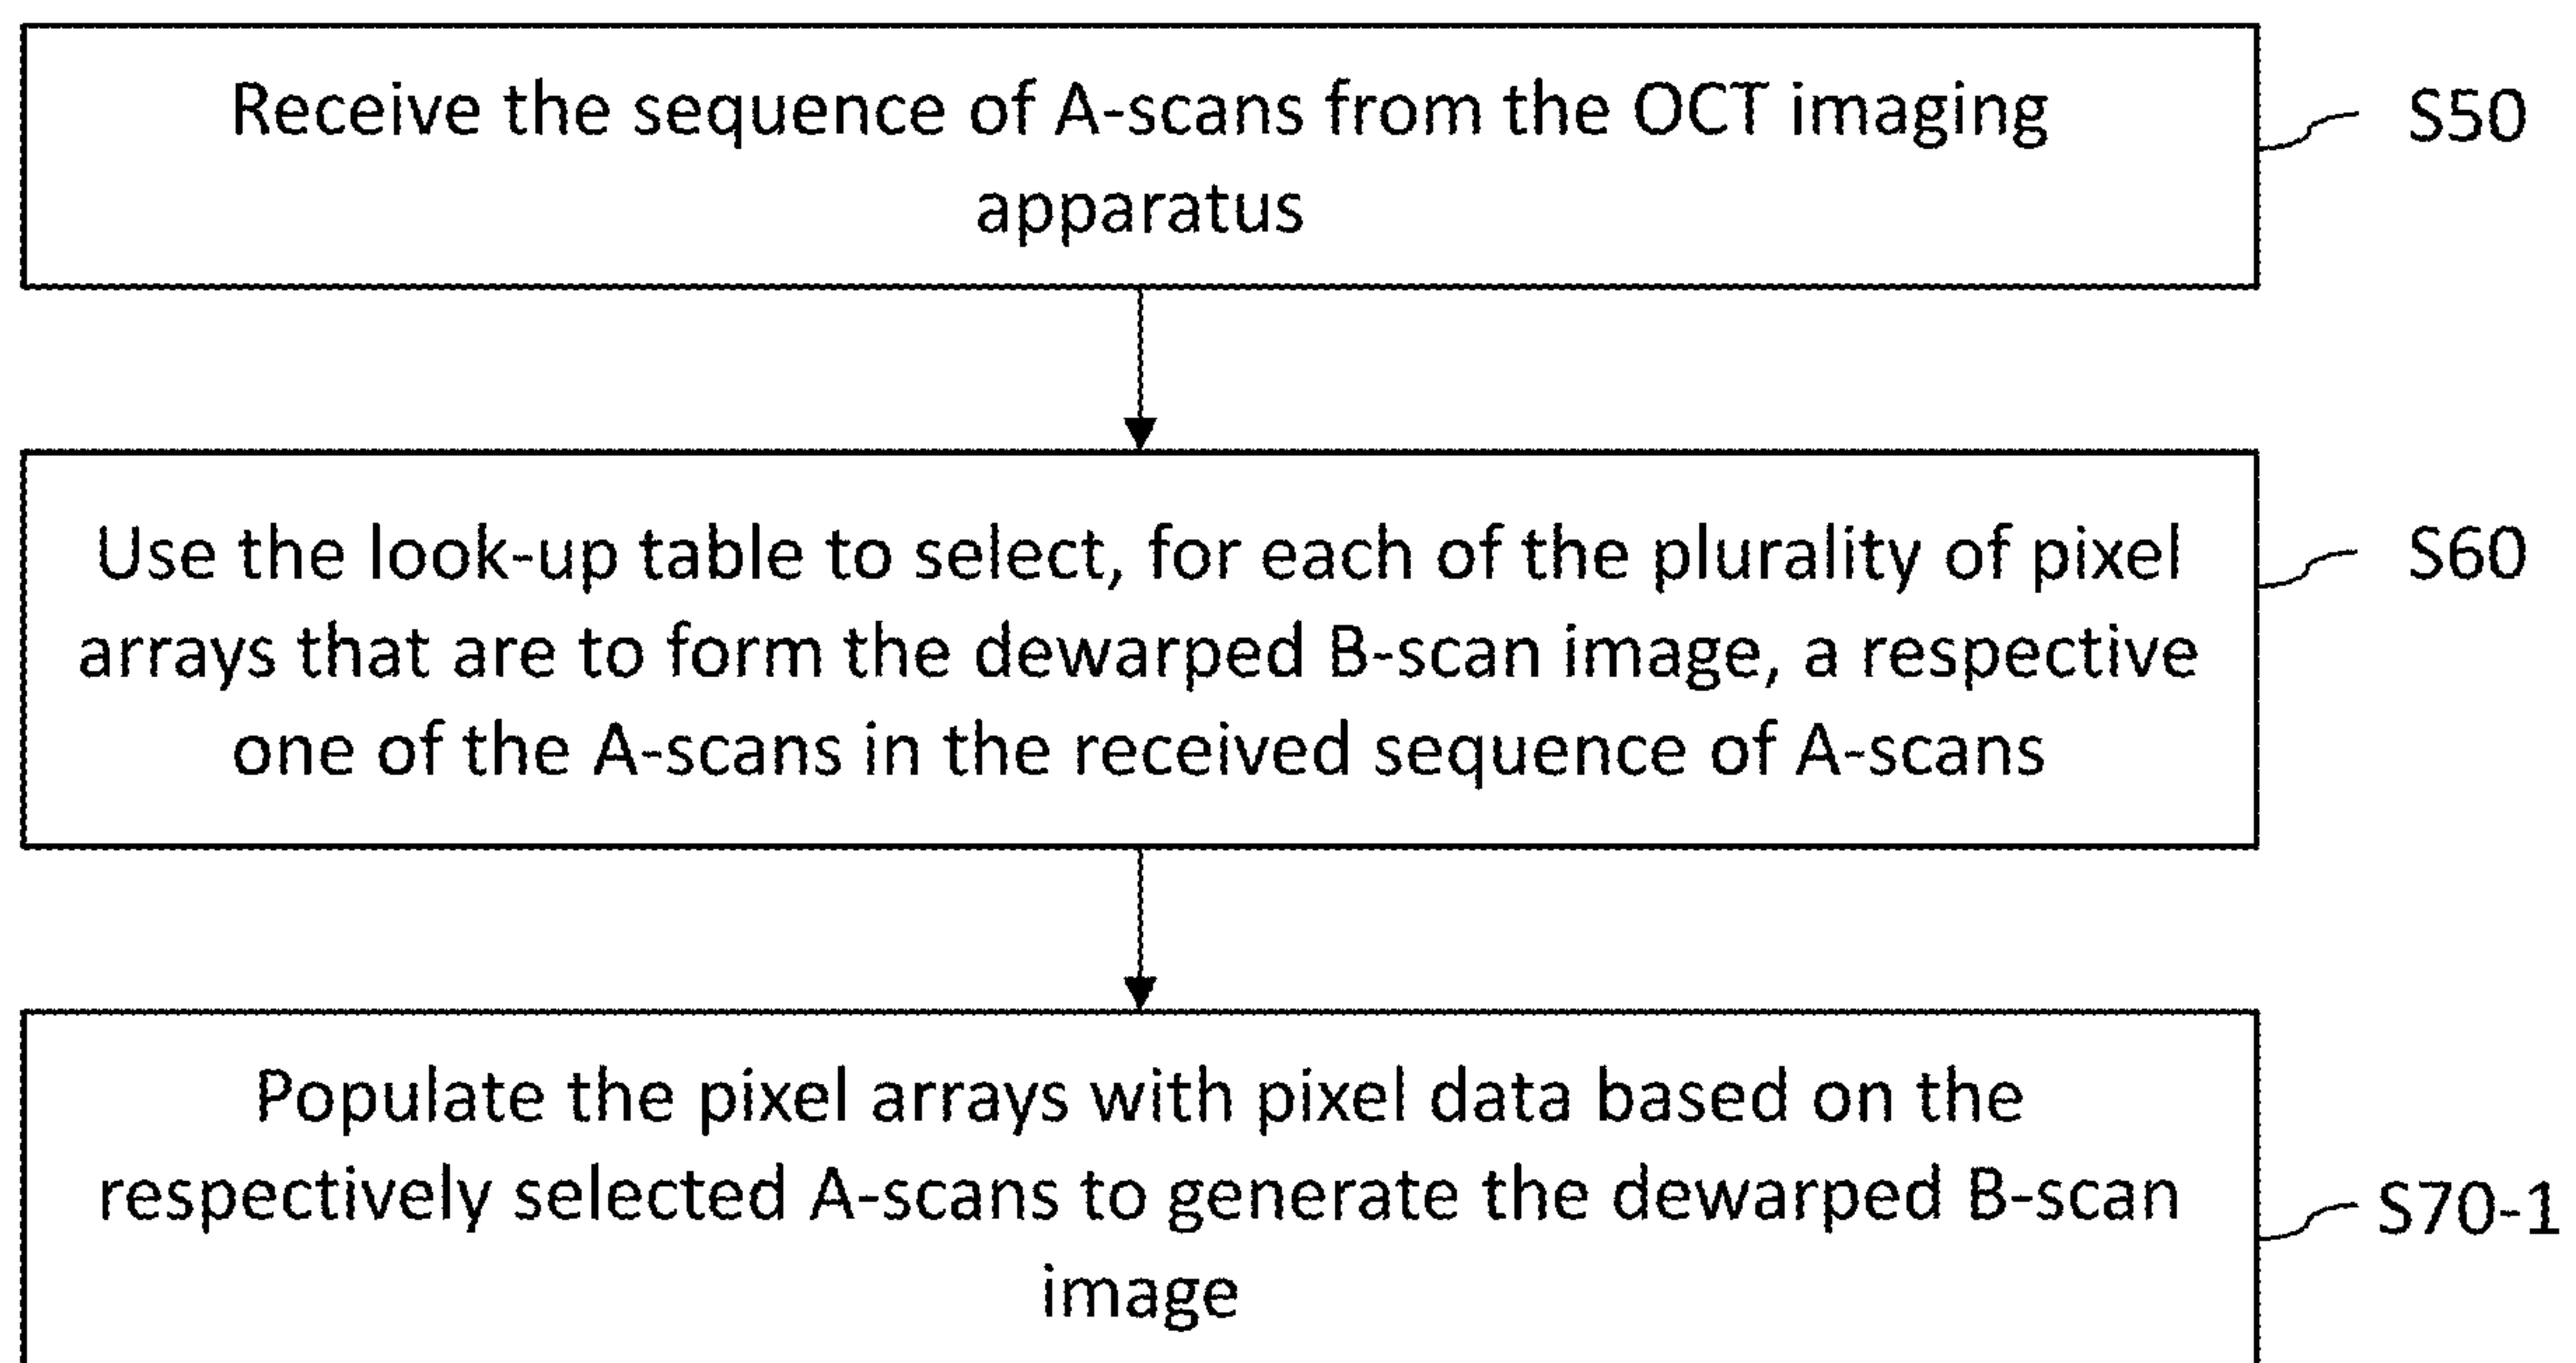 Receive the sequence of A-scans from the OCT imaging
apparatus
S50
Use the look-up table to select, for each of the plurality of pixel
arrays that are to form the dewarped B-scan image, a respective
one of the A-scans in the received sequence of A-scans
S60
Populate the pixel arrays with pixel data based on the
respectively selected A-scans to generate the dewarped B-scan
image
S70-1